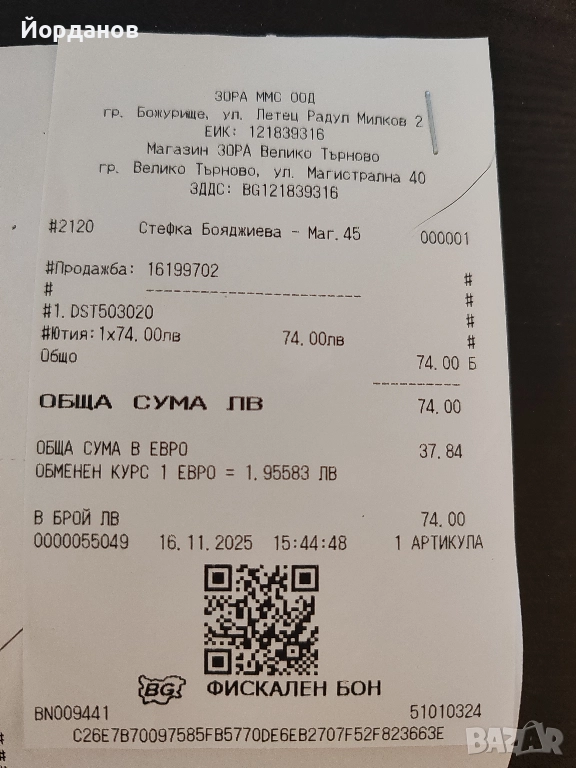 Йорданов
ЗОРА ММС ООД
гр. Божурище, ул. Летец Радул Милков 2
ЕИК: 121839316
Магазин ЗОРА Велико Търново
гр. Велико Търново, ул. Магистрална 40
ЗДДС: BG121839316
#2120 Стефка Бояджиева - Маг.45 000001
#Продажба: 16199702 #
# ------------------------ #
#1.DST503020 #
#Ютия:1x74.00лв 74.00лв #
Общо 74.00 Б
-----------
ОБЩА СУМА ЛВ 74.00
ОБЩА СУМА В ЕВРО 37.84
ОБМЕНЕН КУРС 1 ЕВРО = 1.95583 ЛВ
В БРОЙ ЛВ 74.00
0000055049 16.11.2025 15:44:48 1 АРТИКУЛА
BG ФИСКАЛЕН БОН
BN009441 51010324
C26E7B70097585FB5770DE6EB2707F52F823663E
BAZAR